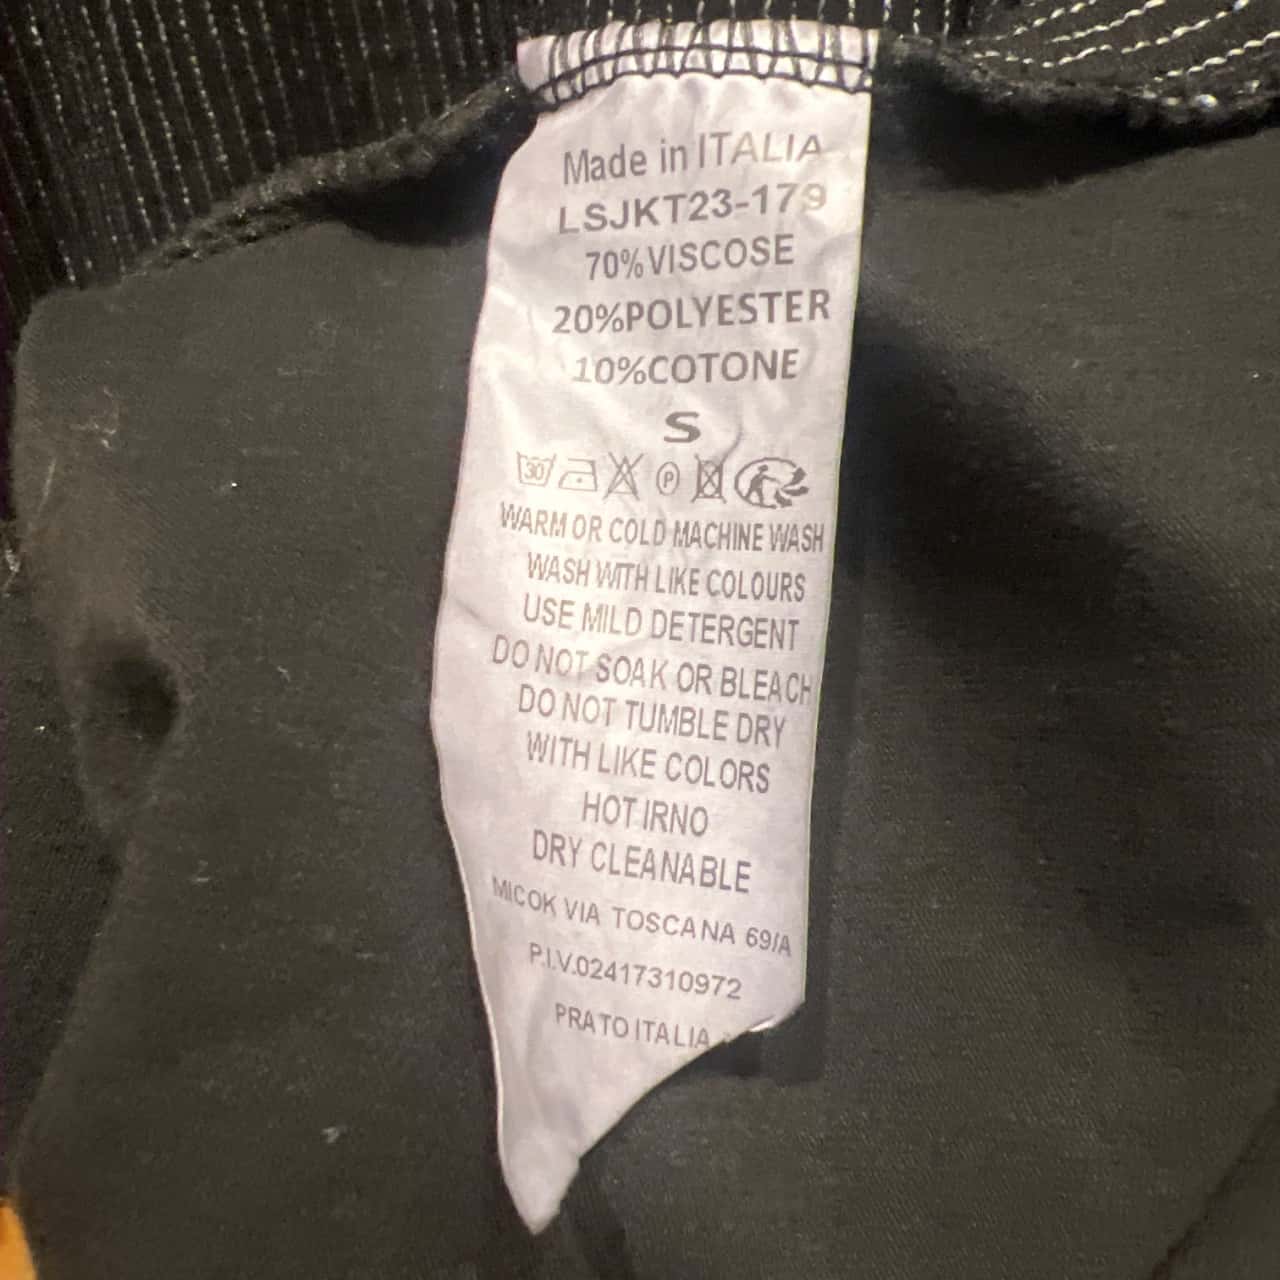 Made in ITALIA
LSJKT23-179
70%VISCOSE
20%POLYESTER
10%COTONE
S
30 P
WARM OR COLD MACHINE WASH
WASH WITH LIKE COLOURS
USE MILD DETERGENT
DO NOT SOAK OR BLEACH
DO NOT TUMBLE DRY
WITH LIKE COLORS
HOT IRNO
DRY CLEANABLE
MICOK VIA TOSCANA 69/A
P.I.V.02417310972
PRATO ITALIA